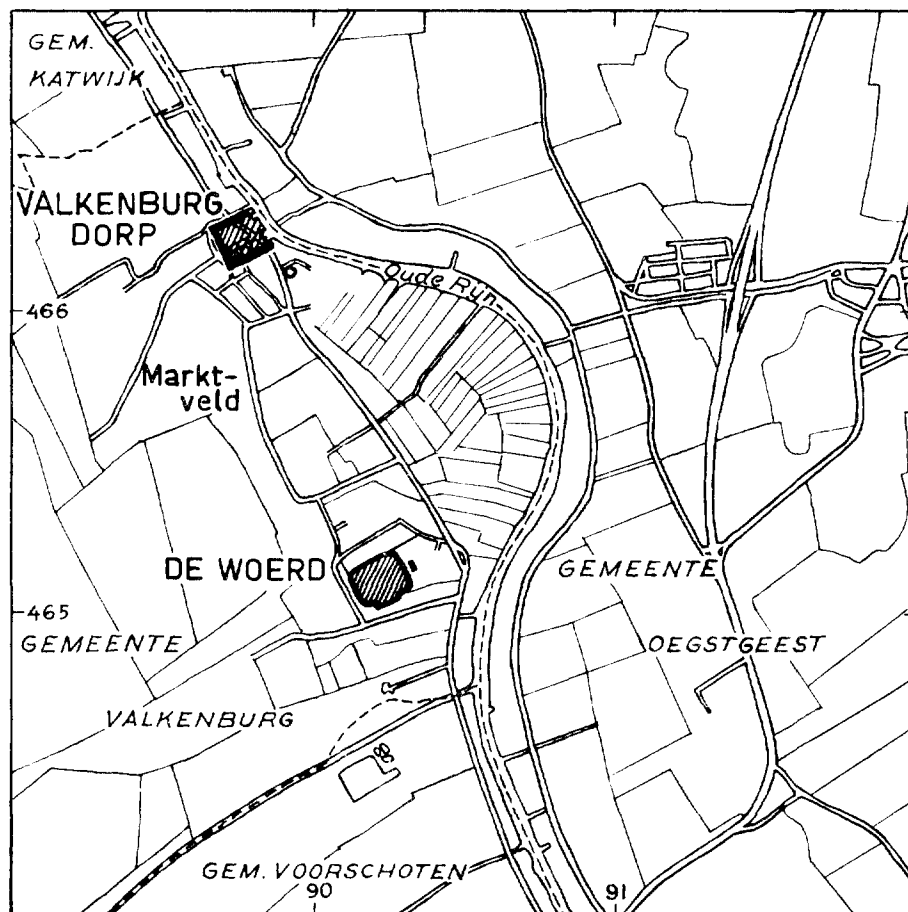 GEM.
KATWIJK
VALKENBURG
DORP
Oude Rijn
466
Markt-
veld
DE WOERD
GEMEENTE
465
GEMEENTE
OEGSTGEEST
VALKENBURG
GEM. VOORSCHOTEN
90
91